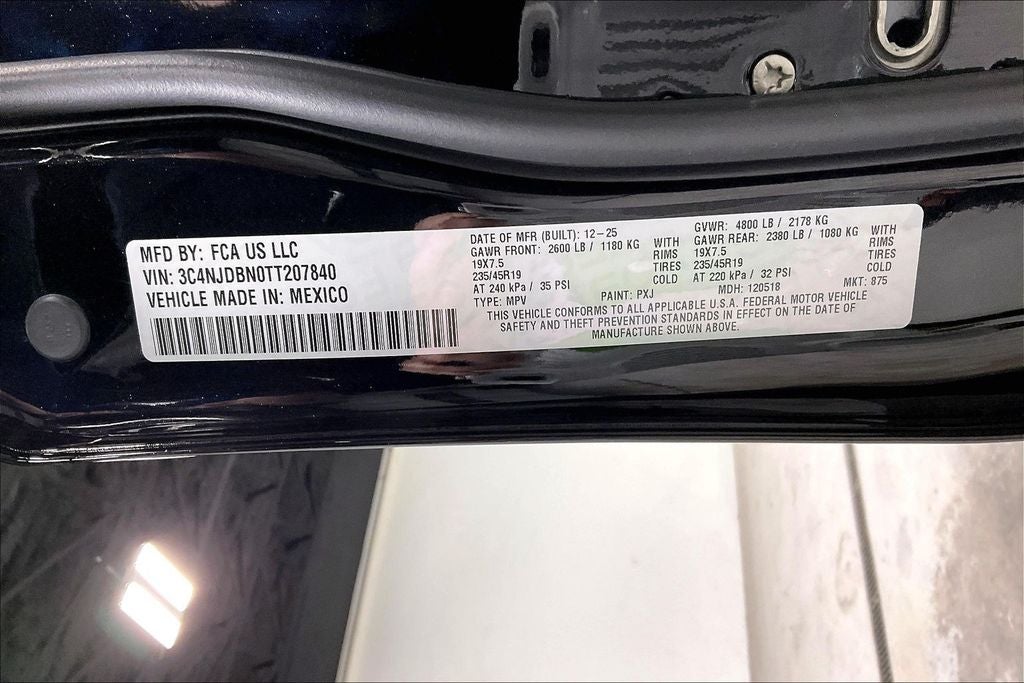 MFD BY: FCA US LLC
VIN: 3C4NJDBN0TT207840
VEHICLE MADE IN: MEXICO
DATE OF MFR (BUILT): 12-25
GAWR FRONT: 2600 LB / 1180 KG WITH
19X7.5 RIMS
235/45R19 TIRES
AT 240 kPa / 35 PSI COLD
TYPE: MPV
GVWR: 4800 LB / 2178 KG
GAWR REAR: 2380 LB / 1080 KG WITH
19X7.5 RIMS
235/45R19 TIRES
AT 220 kPa / 32 PSI COLD
PAINT: PXJ MDH: 120518 MKT: 875
THIS VEHICLE CONFORMS TO ALL APPLICABLE U.S.A. FEDERAL MOTOR VEHICLE
SAFETY AND THEFT PREVENTION STANDARDS IN EFFECT ON THE DATE OF
MANUFACTURE SHOWN ABOVE.